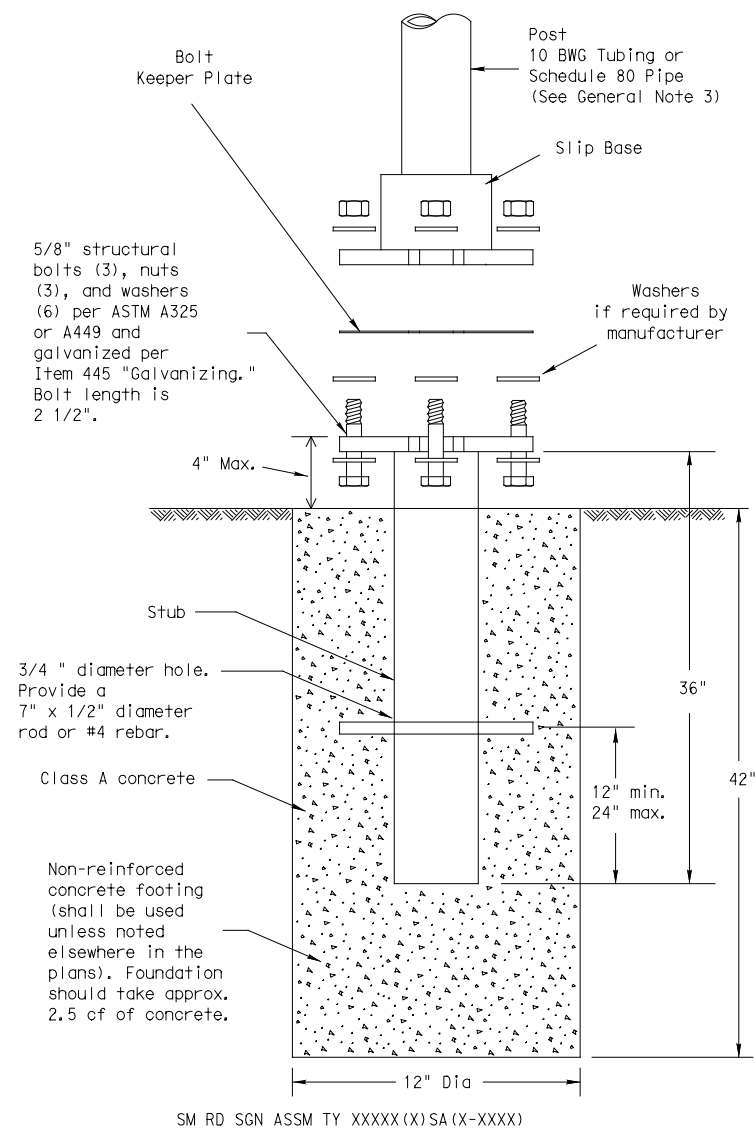 Post
10 BWG Tubing or
Schedule 80 Pipe
(See General Note 3)
Bolt
Keeper Plate
Slip Base
5/8" structural
bolts (3), nuts
(3), and washers
(6) per ASTM A325
or A449 and
galvanized per
Item 445 "Galvanizing."
Bolt length is
2 1/2".
Washers
if required by
manufacturer
4" Max.
Stub
3/4 " diameter hole.
Provide a
7" x 1/2" diameter
rod or #4 rebar.
36"
Class A concrete
12" min.
24" max.
42"
Non-reinforced
concrete footing
(shall be used
unless noted
elsewhere in the
plans). Foundation
should take approx.
2.5 cf of concrete.
12" Dia
SM RD SGN ASSM TY XXXXX(X)SA(X-XXXX)